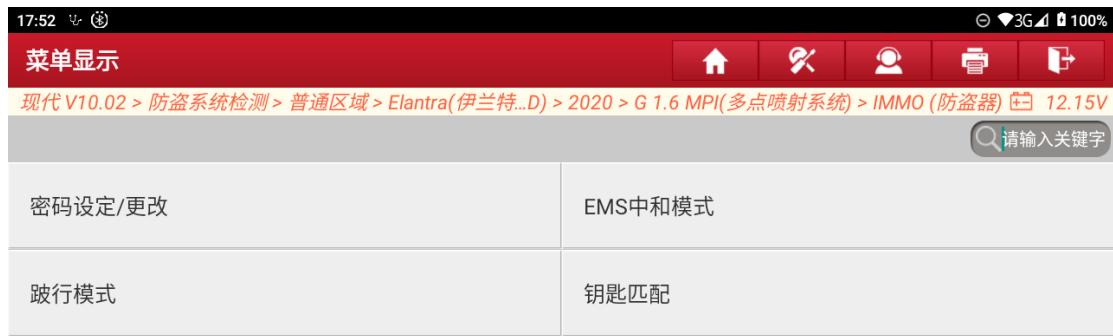 17:52 3G 100%
菜单显示
现代 V10.02 > 防盗系统检测 > 普通区域 > Elantra(伊兰特...D) > 2020 > G 1.6 MPI(多点喷射系统) > IMMO (防盗器) 12.15V
请输入关键字
密码设定/更改 EMS中和模式
跛行模式 钥匙匹配